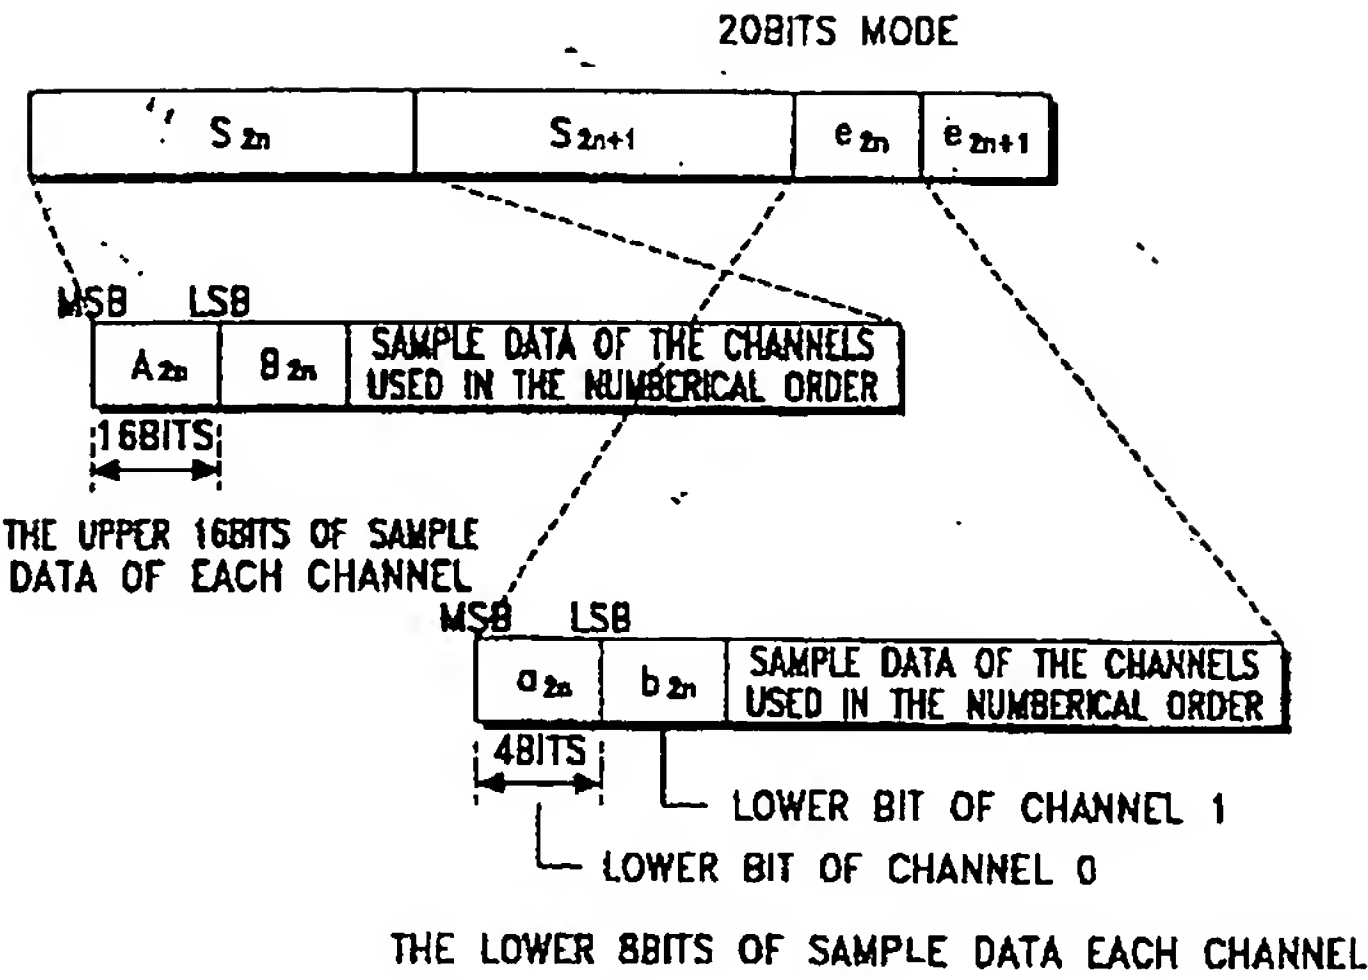 20BITS MODE
S2n S2n+1 e2n e2n+1
MSB LSB
A2n B2n SAMPLE DATA OF THE CHANNELS
USED IN THE NUMBERICAL ORDER
16BITS
THE UPPER 16BITS OF SAMPLE
DATA OF EACH CHANNEL
MSB LSB
a2n b2n SAMPLE DATA OF THE CHANNELS
USED IN THE NUMBERICAL ORDER
4BITS
LOWER BIT OF CHANNEL 1
LOWER BIT OF CHANNEL 0
THE LOWER 8BITS OF SAMPLE DATA EACH CHANNEL